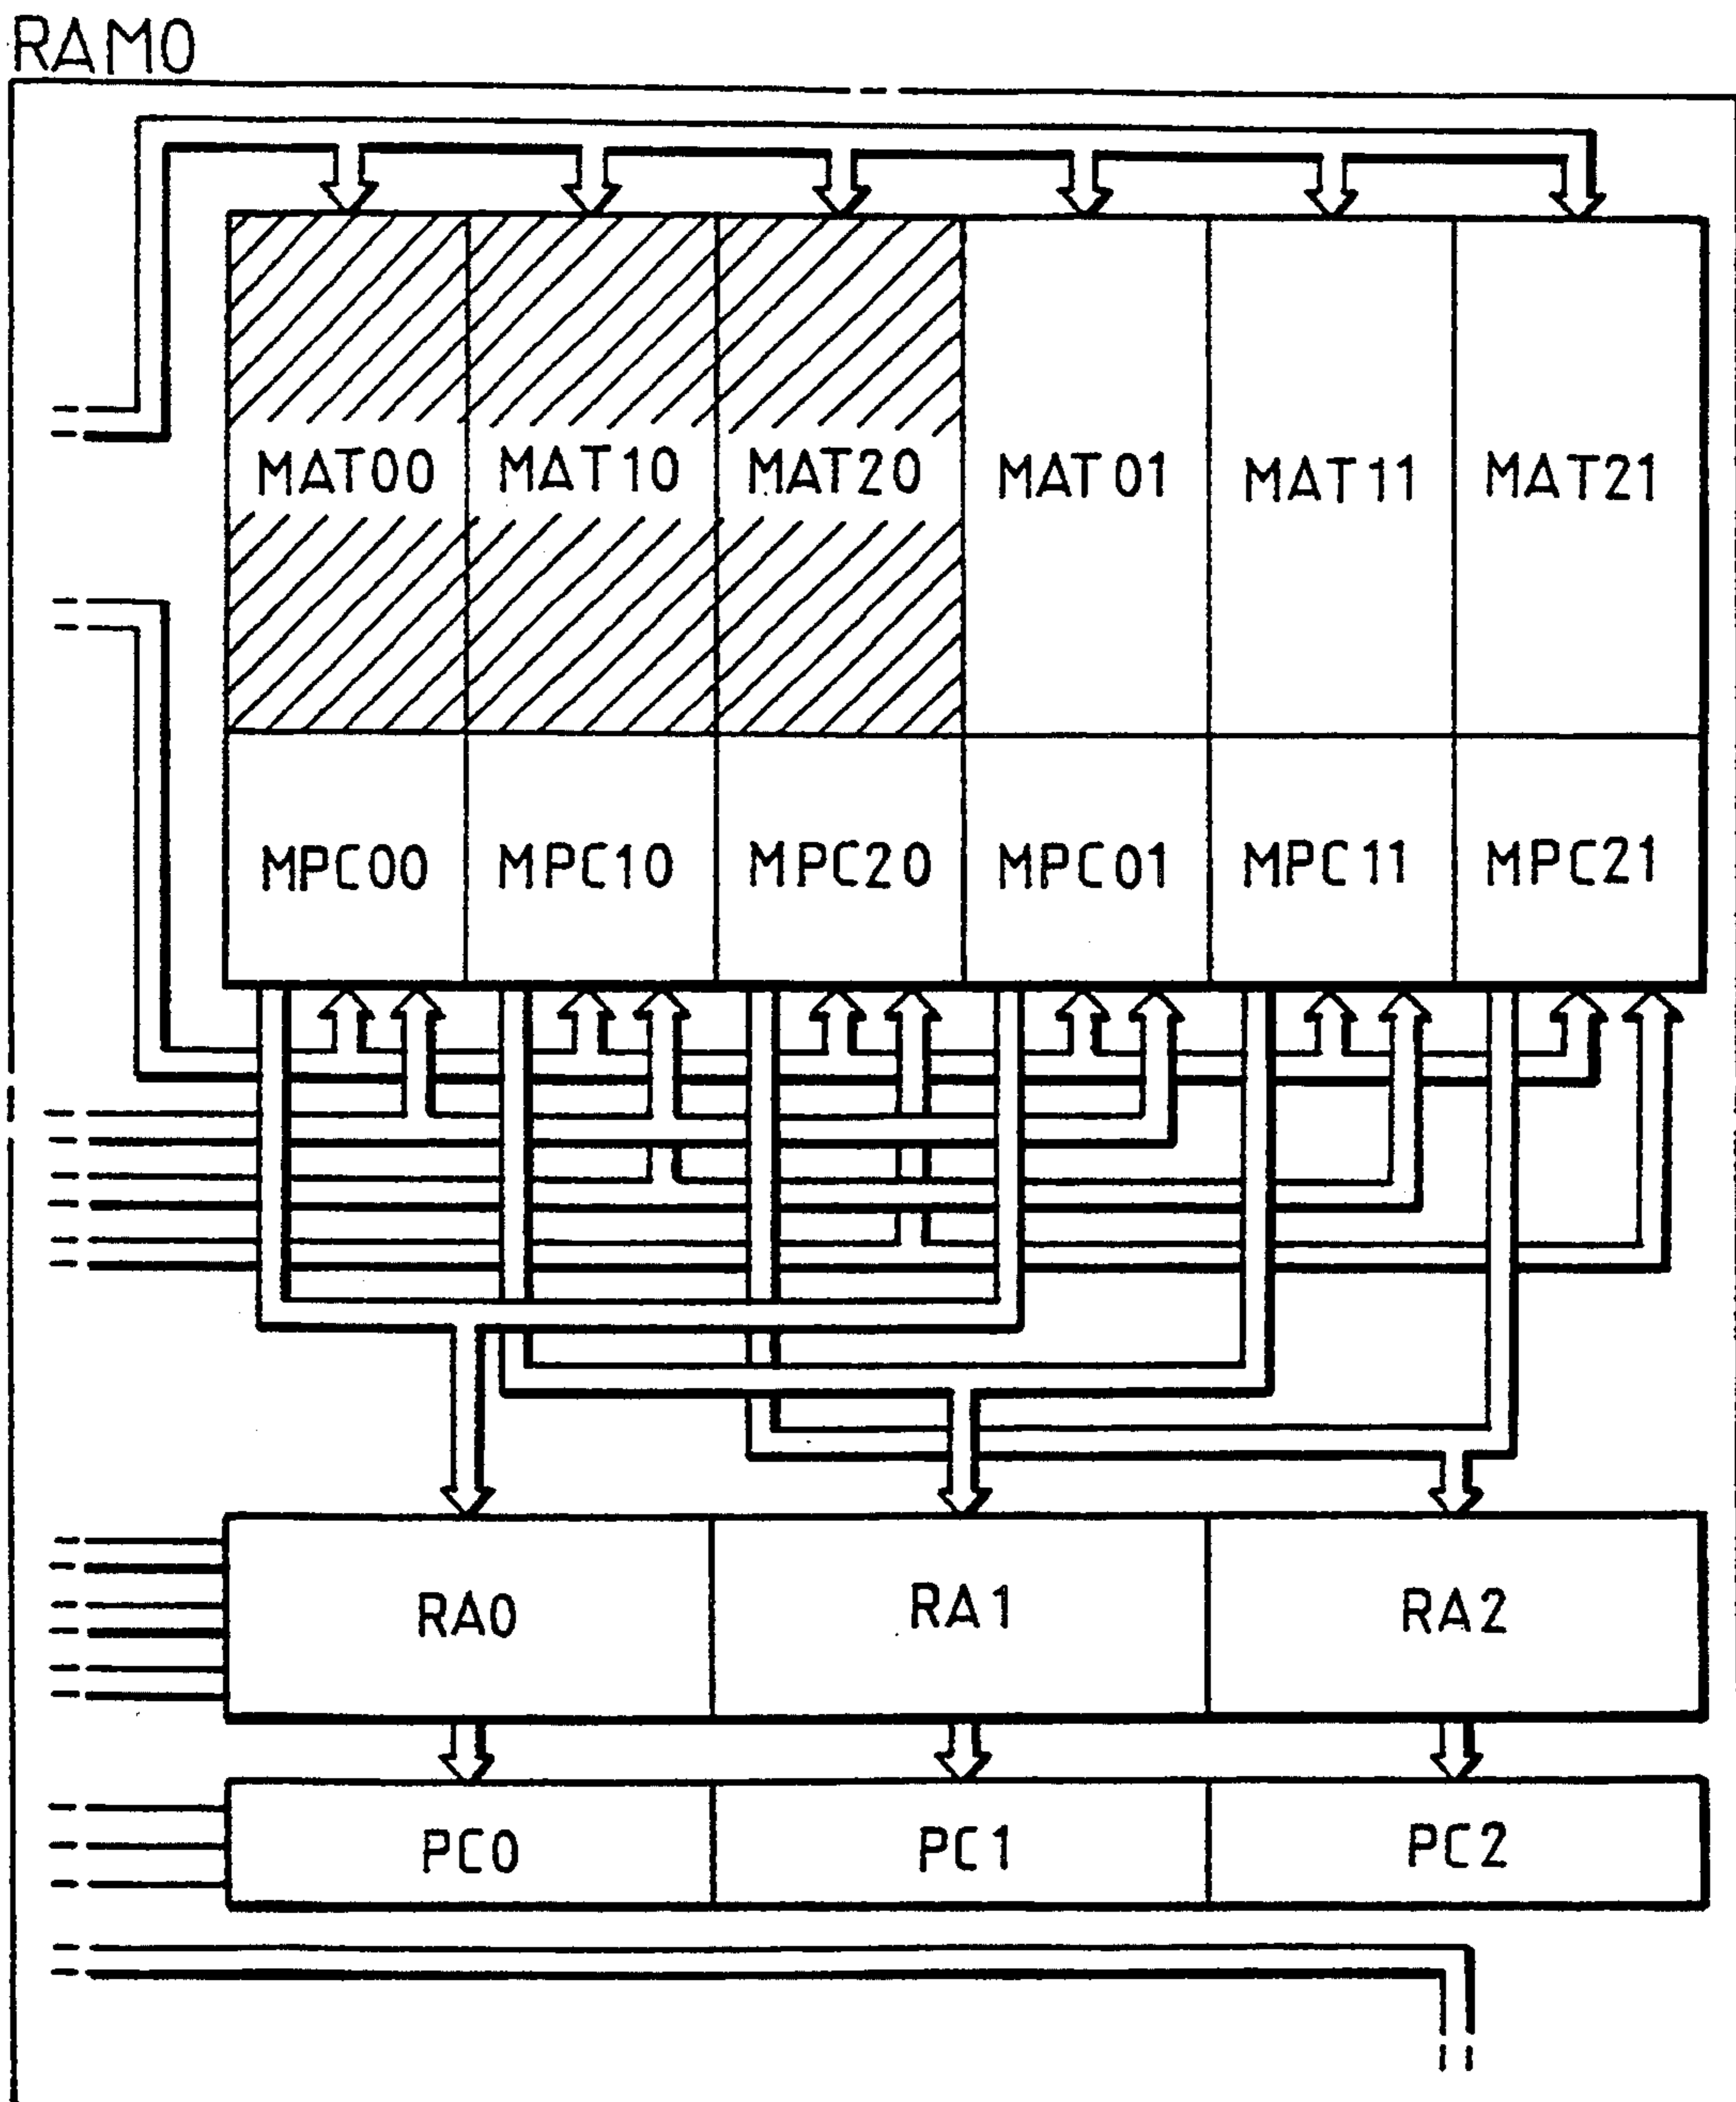 RAM0
MAT00 MAT10 MAT20 MAT01 MAT11 MAT21
MPC00 MPC10 MPC20 MPC01 MPC11 MPC21
RA0 RA1 RA2
PC0 PC1 PC2